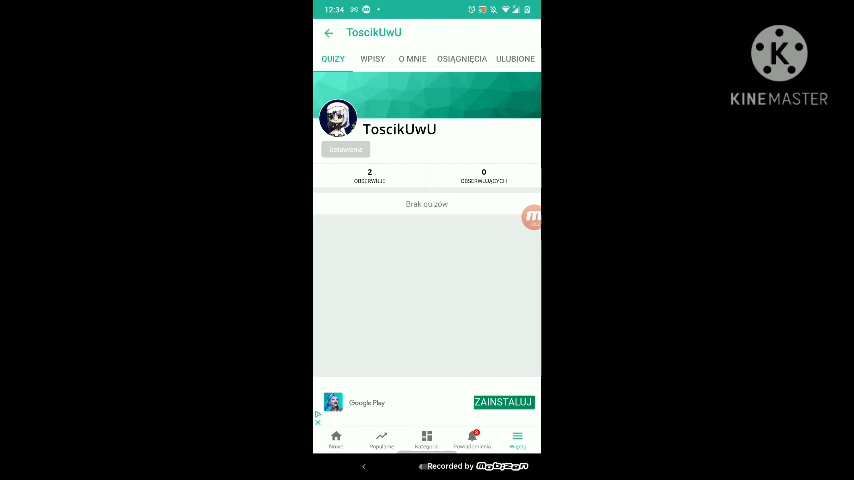 12:34
ToscikUwU
QUIZY WPISY O MNIE OSIĄGNIĘCIA ULUBIONE
ToscikUwU
Ustawienia
2 0
OBSERWUJE OBSERWUJĄCYCH
Brak quizów
Google Play ZAINSTALUJ
Nowe Popularne Kategorie Powiadomienia Więcej
Recorded by mobizen
K
KINEMASTER